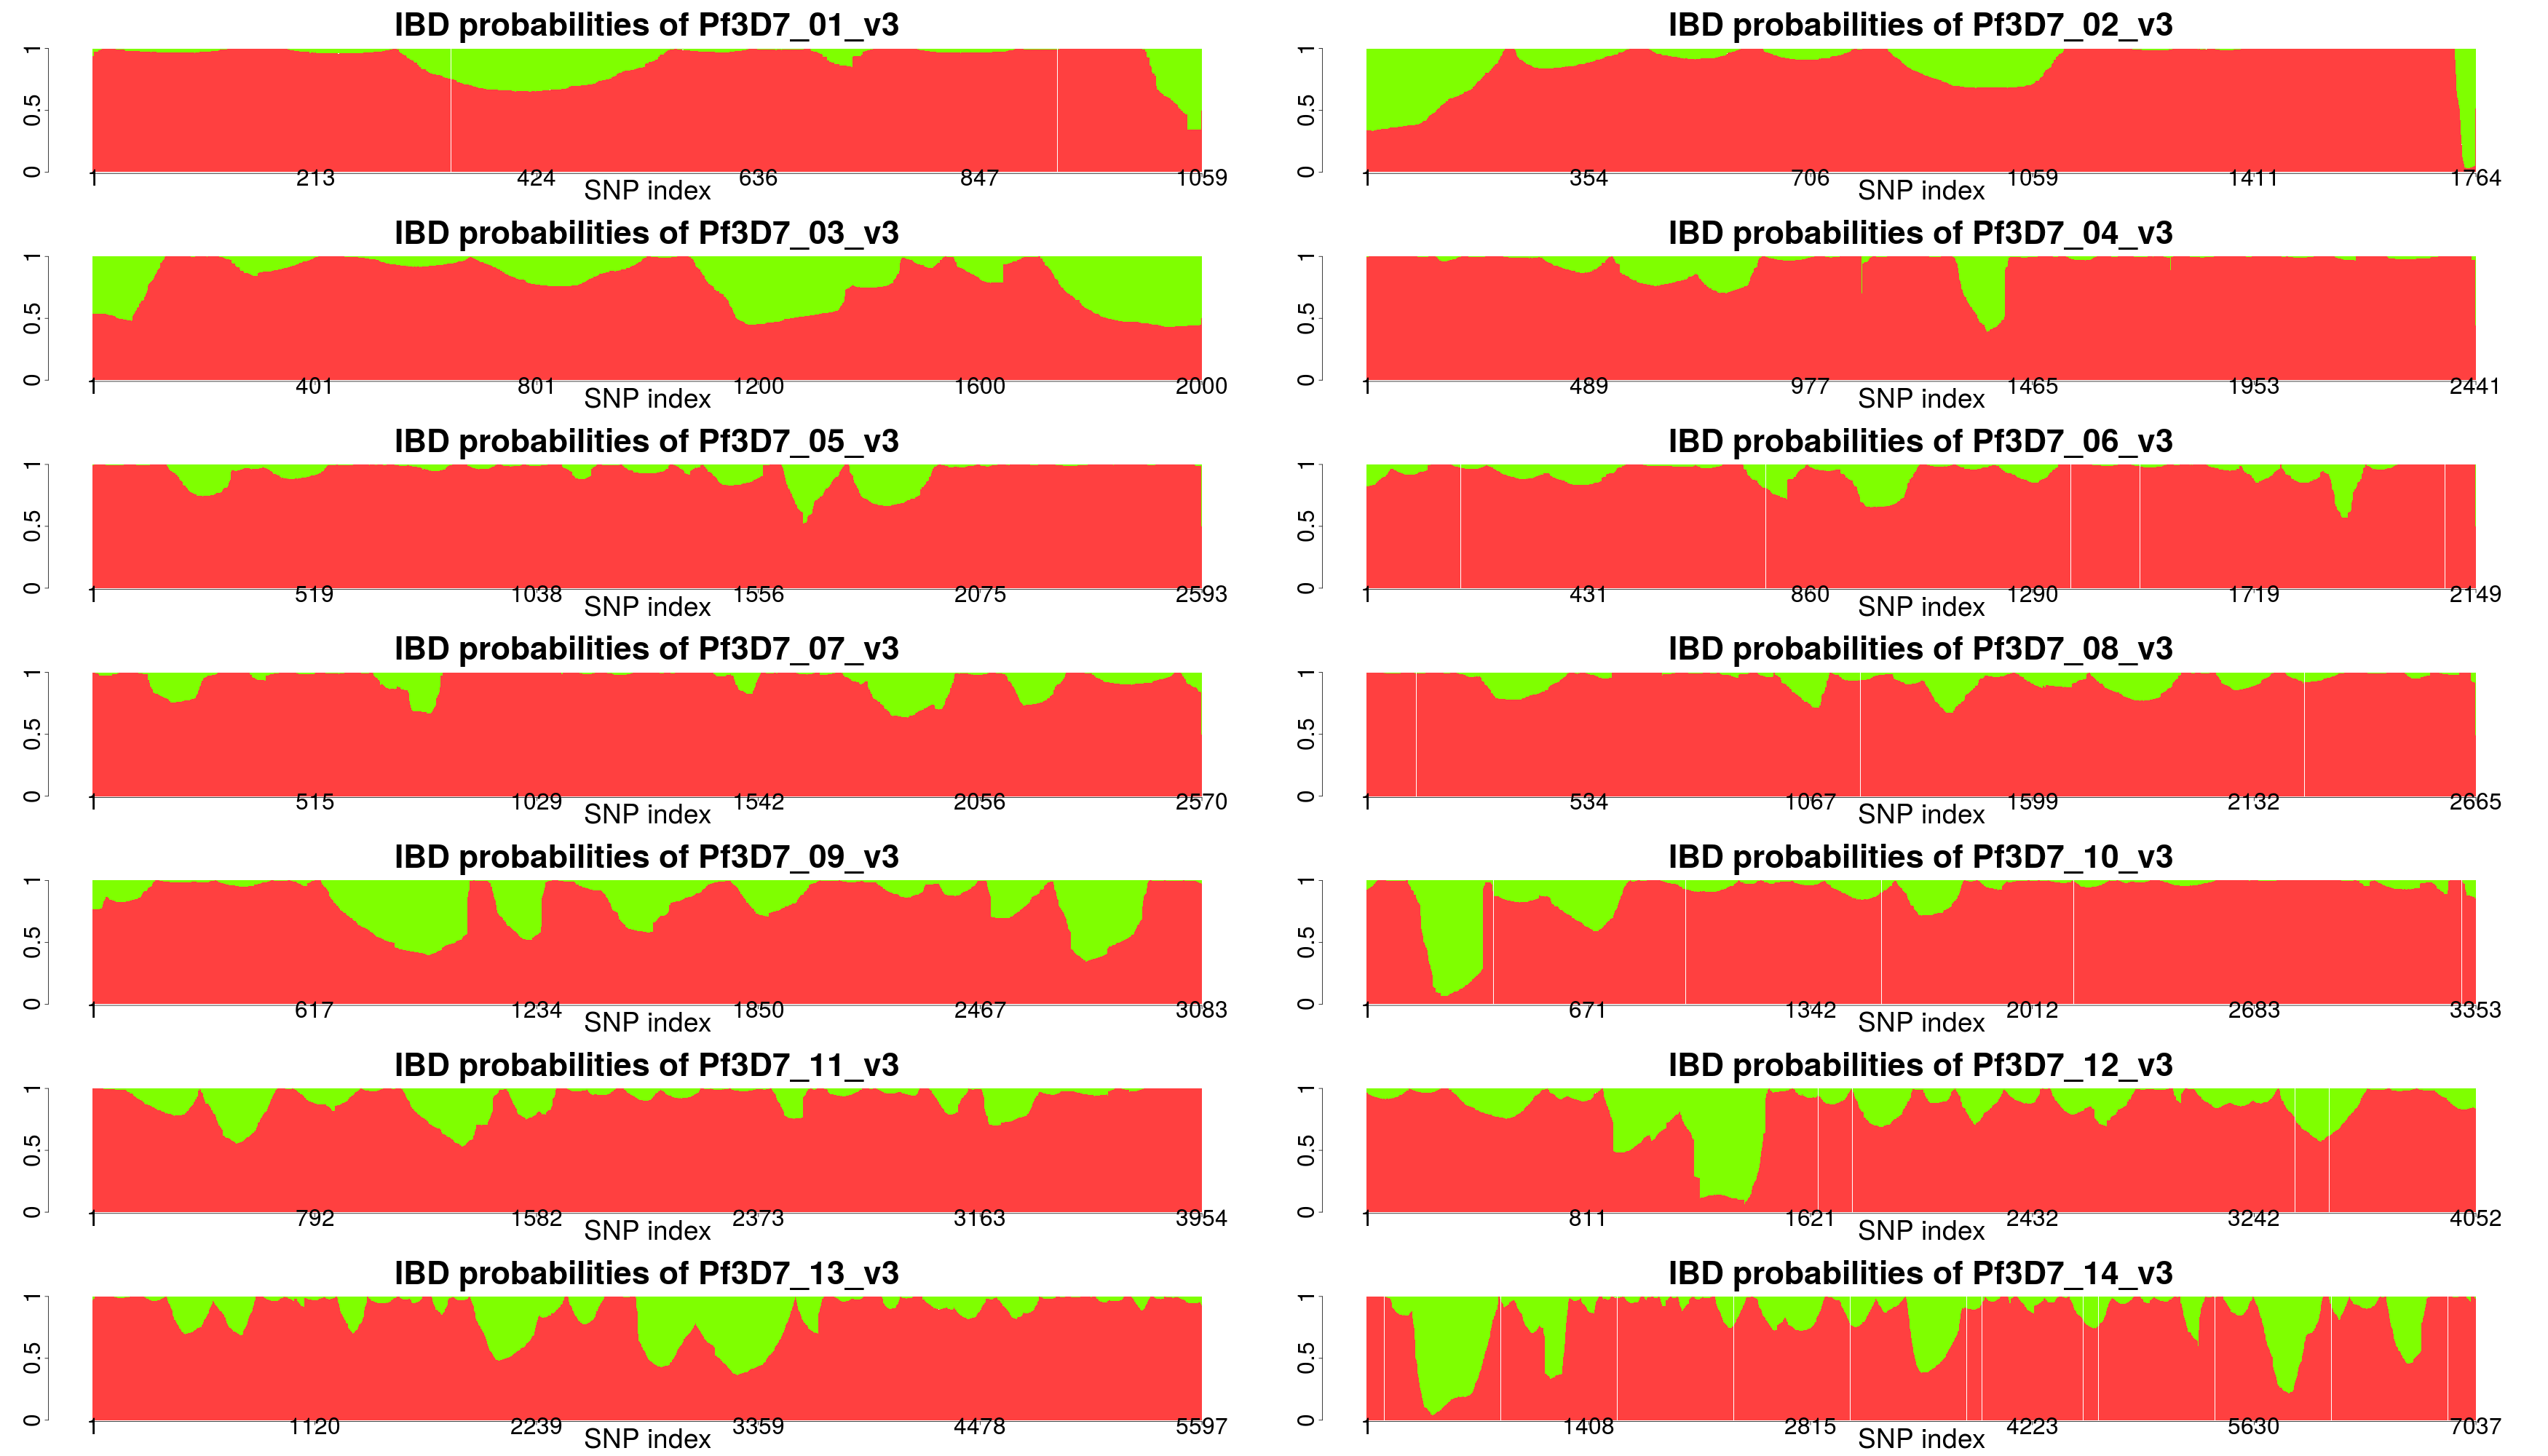 IBD probabilities of Pf3D7_01_v3
0 0.5 1
1 213 424 636 847 1059
SNP index
IBD probabilities of Pf3D7_02_v3
0 0.5 1
1 354 706 1059 1411 1764
SNP index
IBD probabilities of Pf3D7_03_v3
0 0.5 1
1 401 801 1200 1600 2000
SNP index
IBD probabilities of Pf3D7_04_v3
0 0.5 1
1 489 977 1465 1953 2441
SNP index
IBD probabilities of Pf3D7_05_v3
0 0.5 1
1 519 1038 1556 2075 2593
SNP index
IBD probabilities of Pf3D7_06_v3
0 0.5 1
1 431 860 1290 1719 2149
SNP index
IBD probabilities of Pf3D7_07_v3
0 0.5 1
1 515 1029 1542 2056 2570
SNP index
IBD probabilities of Pf3D7_08_v3
0 0.5 1
1 534 1067 1599 2132 2665
SNP index
IBD probabilities of Pf3D7_09_v3
0 0.5 1
1 617 1234 1850 2467 3083
SNP index
IBD probabilities of Pf3D7_10_v3
0 0.5 1
1 671 1342 2012 2683 3353
SNP index
IBD probabilities of Pf3D7_11_v3
0 0.5 1
1 792 1582 2373 3163 3954
SNP index
IBD probabilities of Pf3D7_12_v3
0 0.5 1
1 811 1621 2432 3242 4052
SNP index
IBD probabilities of Pf3D7_13_v3
0 0.5 1
1 1120 2239 3359 4478 5597
SNP index
IBD probabilities of Pf3D7_14_v3
0 0.5 1
1 1408 2815 4223 5630 7037
SNP index